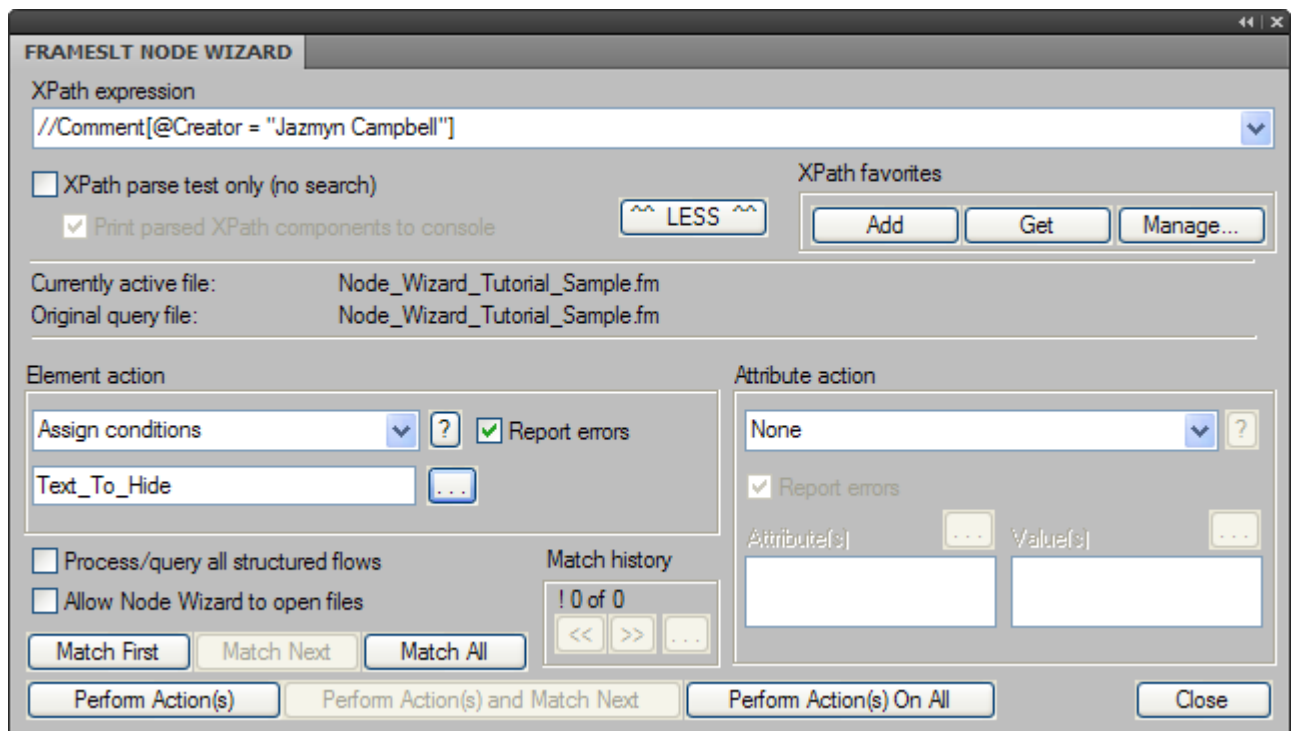 FRAMESLT NODE WIZARD
XPath expression
//Comment[@Creator = "Jazmyn Campbell"]
XPath parse test only (no search)
Print parsed XPath components to console
^^ LESS ^^
XPath favorites
Add
Get
Manage...
Currently active file: Node_Wizard_Tutorial_Sample.fm
Original query file: Node_Wizard_Tutorial_Sample.fm
Element action
Assign conditions
?
Report errors
Text_To_Hide
...
Attribute action
None
?
Report errors
Attribute(s)
...
Value(s)
...
Process/query all structured flows
Allow Node Wizard to open files
Match history
! 0 of 0
<<
>>
...
Match First
Match Next
Match All
Perform Action(s)
Perform Action(s) and Match Next
Perform Action(s) On All
Close